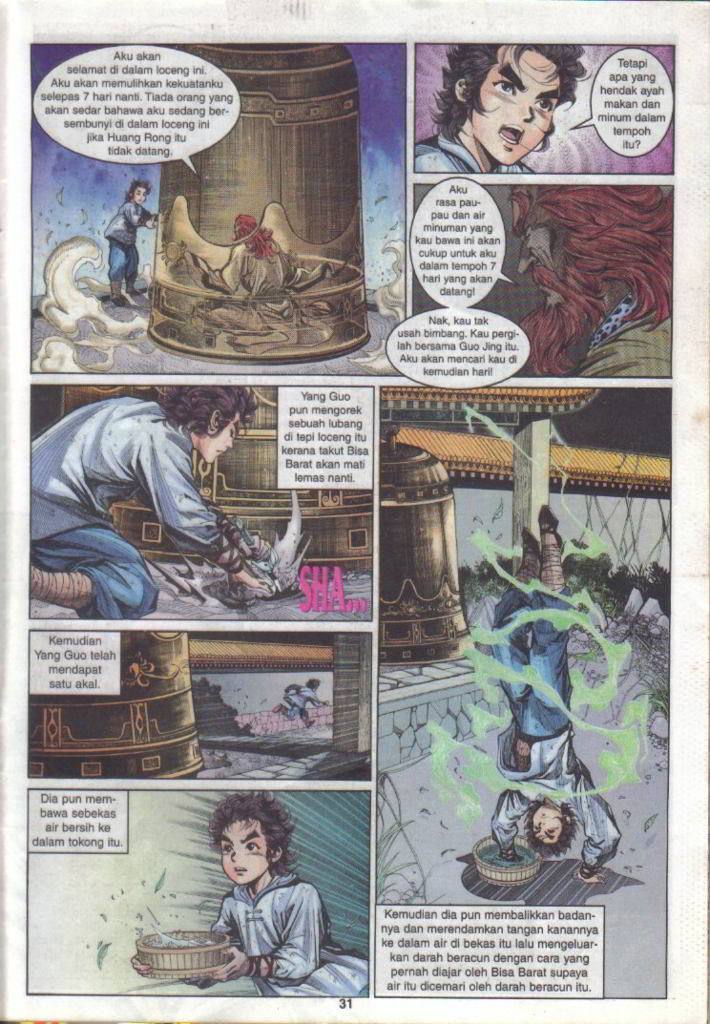 Aku akan
selamat di dalam loceng ini.
Aku akan memulihkan kekuatanku
selepas 7 hari nanti. Tiada orang yang
akan sedar bahawa aku sedang ber-
sembunyi di dalam loceng ini
jika Huang Rong itu
tidak datang.
Tetapi
apa yang
hendak ayah
makan dan
minum dalam
tempoh
itu?
Aku
rasa pau-
pau dan air
minuman yang
kau bawa ini akan
cukup untuk aku
dalam tempoh 7
hari yang akan
datang!
Nak, kau tak
usah bimbang. Kau pergi-
lah bersama Guo Jing itu.
Aku akan mencari kau di
kemudian hari!
Yang Guo
pun mengorek
sebuah lubang
di tepi loceng itu
kerana takut Bisa
Barat akan mati
lemas nanti.
SHA...
Kemudian
Yang Guo telah
mendapat
satu akal.
Dia pun mem-
bawa sebekas
air bersih ke
dalam tokong itu.
Kemudian dia pun membalikkan badan-
nya dan merendamkan tangan kanannya
ke dalam air di bekas itu lalu mengeluar-
kan darah beracun dengan cara yang
pernah diajar oleh Bisa Barat supaya
air itu dicemari oleh darah beracun itu.
31